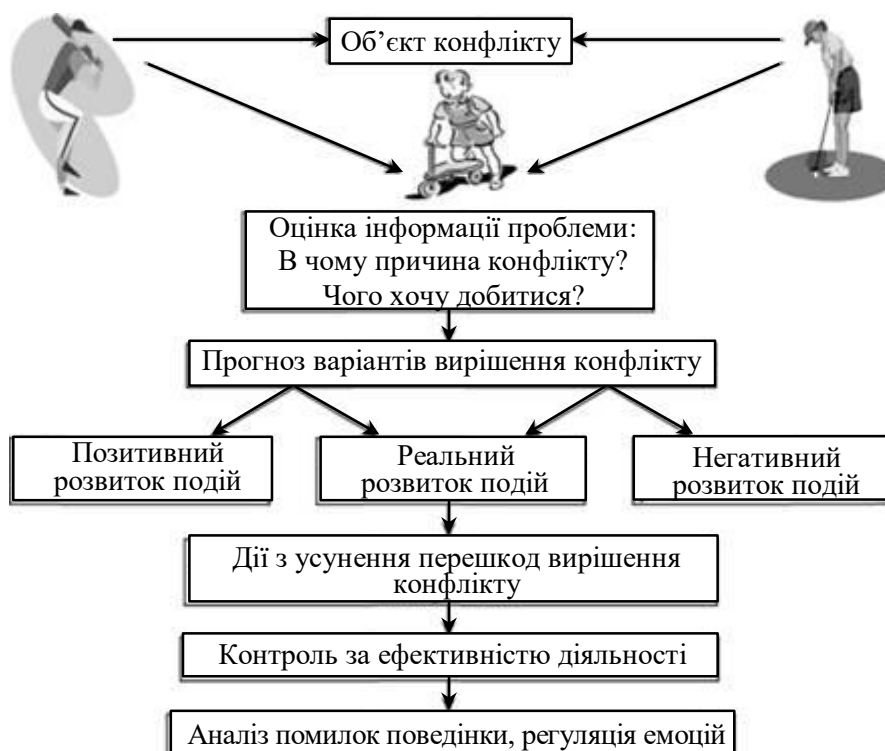 Об’єкт конфлікту
Оцінка інформації проблеми:
В чому причина конфлікту?
Чого хочу добитися?
Прогноз варіантів вирішення конфлікту
Позитивний
розвиток подій
Реальний
розвиток подій
Негативний
розвиток подій
Дії з усунення перешкод вирішення
конфлікту
Контроль за ефективністю діяльності
Аналіз помилок поведінки, регуляція емоцій